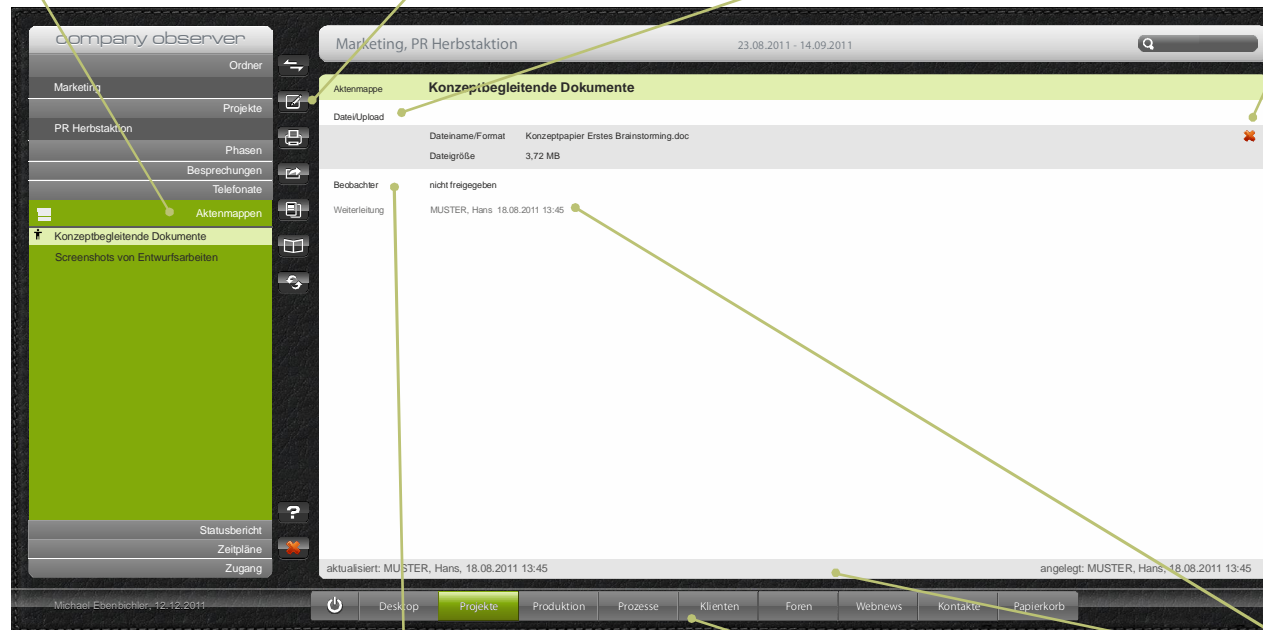 company observer
Ordner
Marketing
Projekte
PR Herbstaktion
Phasen
Besprechungen
Telefonate
Aktenmappen
Konzeptbegleitende Dokumente
Screenshots von Entwurfsarbeiten
Statusbericht
Zeitpläne
Zugang
Michael Ebenbichler, 12.12.2011
?
Marketing, PR Herbstaktion 23.08.2011 - 14.09.2011
Aktenmappe Konzeptbegleitende Dokumente
Datei/Upload
Dateiname/Format Konzeptpapier Erstes Brainstorming.doc
Dateigröße 3,72 MB
Beobachter nicht freigegeben
Weiterleitung MUSTER, Hans 18.08.2011 13:45
aktualisiert: MUSTER, Hans, 18.08.2011 13:45 angelegt: MUSTER, Hans, 18.08.2011 13:45
Desktop Projekte Produktion Prozesse Klienten Foren Webnews Kontakte Papierkorb